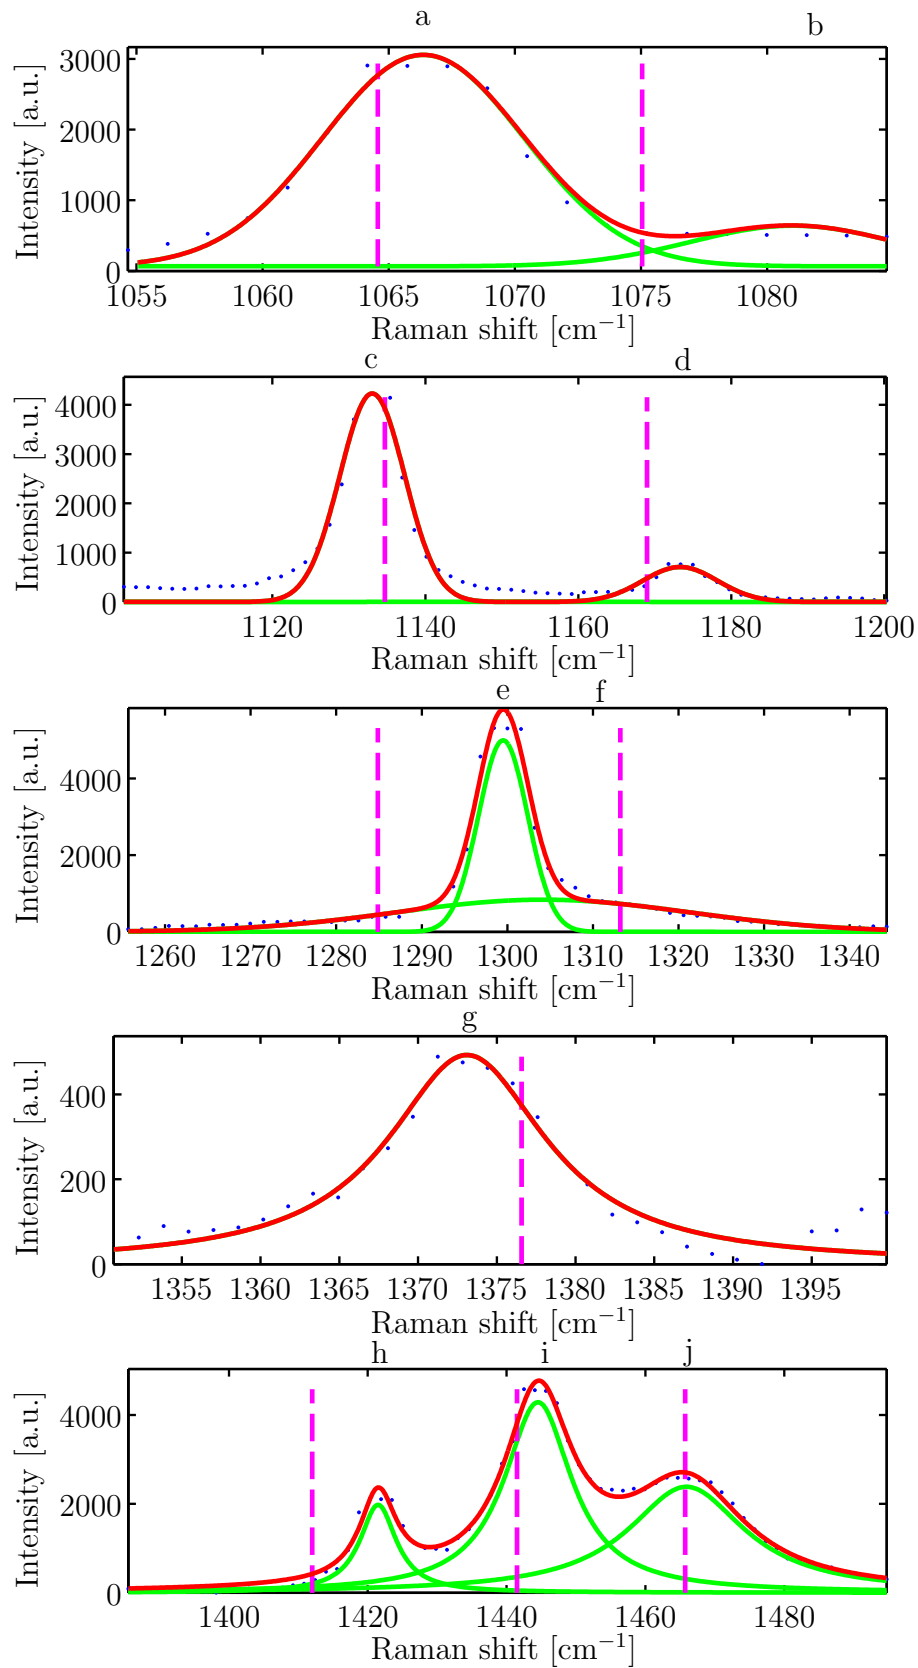 a b
3000
2000
1000
0
Intensity [a.u.]
1055 1060 1065 1070 1075 1080
Raman shift [cm⁻¹]
c d
4000
3000
2000
1000
0
Intensity [a.u.]
1120 1140 1160 1180 1200
Raman shift [cm⁻¹]
e f
4000
2000
0
Intensity [a.u.]
1260 1270 1280 1290 1300 1310 1320 1330 1340
Raman shift [cm⁻¹]
g
400
200
0
Intensity [a.u.]
1355 1360 1365 1370 1375 1380 1385 1390 1395
Raman shift [cm⁻¹]
h i j
4000
2000
0
Intensity [a.u.]
1400 1420 1440 1460 1480
Raman shift [cm⁻¹]